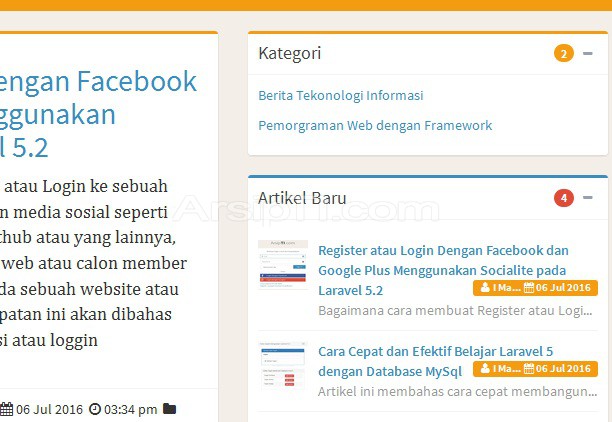 engan Facebook
ggunakan
l 5.2
atau Login ke sebuah
n media sosial seperti
thub atau yang lainnya,
web atau calon member
da sebuah website atau
patan ini akan dibahas
si atau loggin
06 Jul 2016 03:34 pm
Kategori 2
Berita Tekonologi Informasi
Pemorgraman Web dengan Framework
Artikel Baru 4
Register atau Login Dengan Facebook dan
Google Plus Menggunakan Socialite pada
Laravel 5.2 I Ma... 06 Jul 2016
Bagaimana cara membuat Register atau Logi...
Cara Cepat dan Efektif Belajar Laravel 5
dengan Database MySql I Ma... 06 Jul 2016
Artikel ini membahas cara cepat membangun...